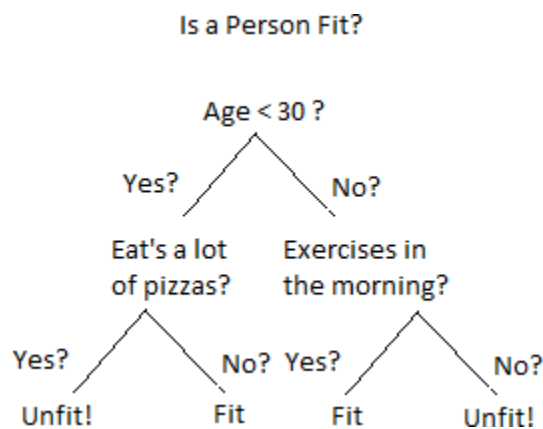 Is a Person Fit?
Age < 30 ?
Yes?
No?
Eat's a lot
of pizzas?
Exercises in
the morning?
Yes?
No?
Yes?
No?
Unfit!
Fit
Fit
Unfit!